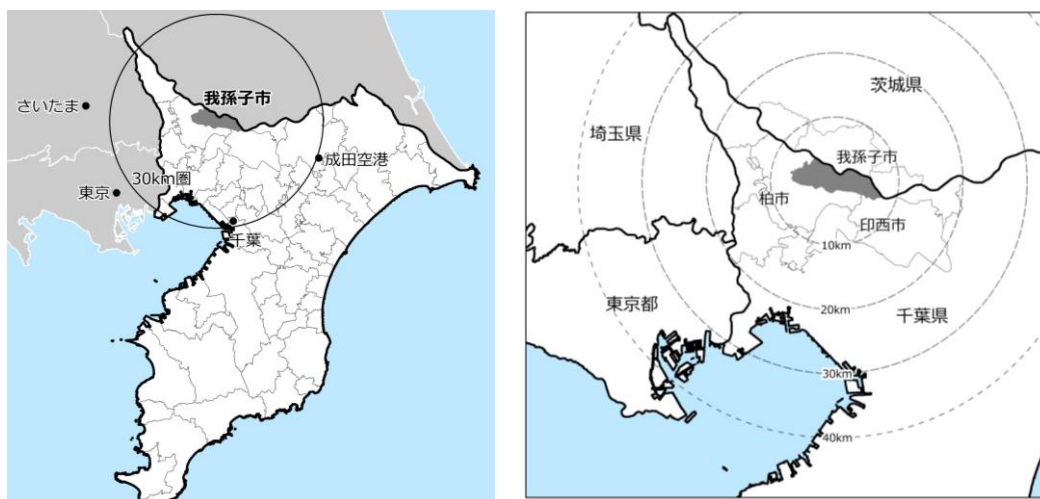 さいたま
我孫子市
成田空港
30km圏
東京
千葉
茨城県
埼玉県
我孫子市
柏市
印西市
10km
東京都
20km
千葉県
30km
40km